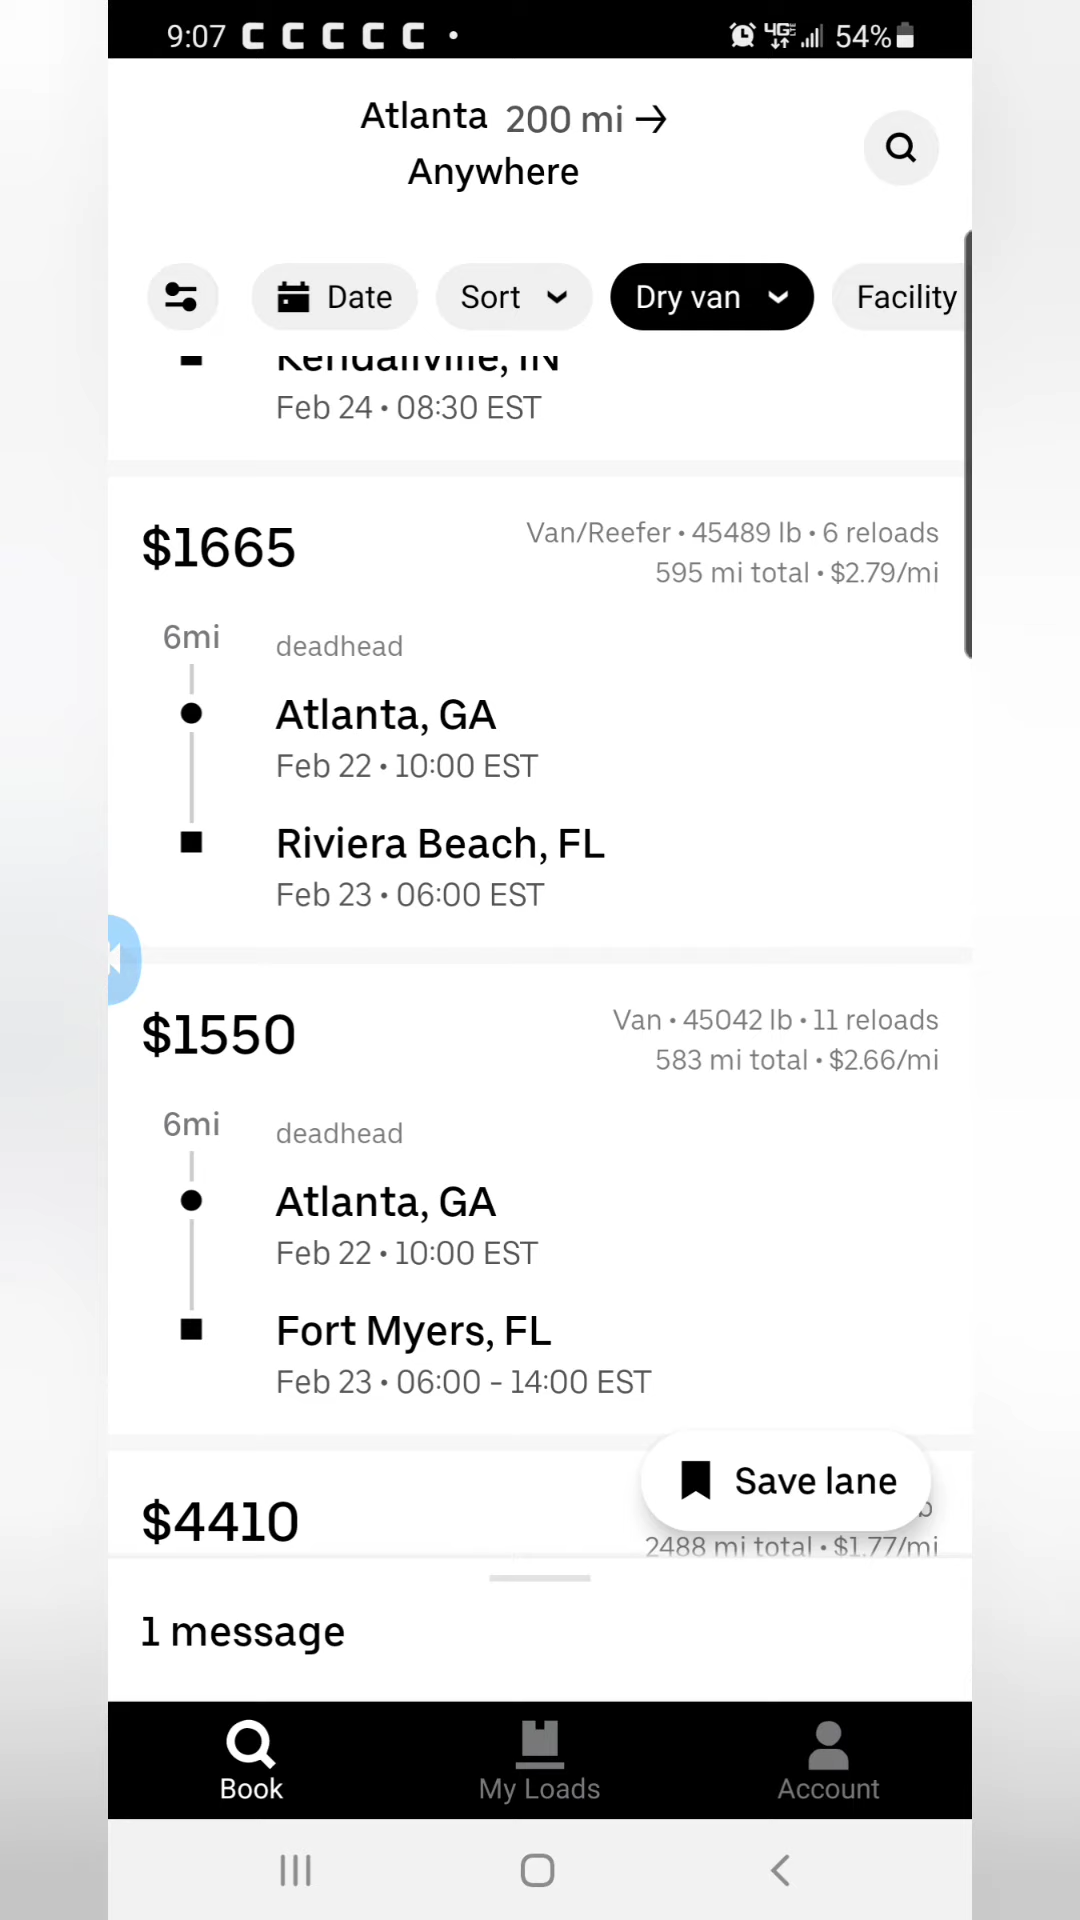 9:07 C C C C C • 4GE 54%
Atlanta 200 mi →
Anywhere
Date Sort Dry van Facility
Kendallville, IN
Feb 24 • 08:30 EST
$1665 Van/Reefer • 45489 lb • 6 reloads
595 mi total • $2.79/mi
6mi deadhead
Atlanta, GA
Feb 22 • 10:00 EST
Riviera Beach, FL
Feb 23 • 06:00 EST
$1550 Van • 45042 lb • 11 reloads
583 mi total • $2.66/mi
6mi deadhead
Atlanta, GA
Feb 22 • 10:00 EST
Fort Myers, FL
Feb 23 • 06:00 - 14:00 EST
Save lane
$4410
2488 mi total • $1.77/mi
1 message
Book My Loads Account